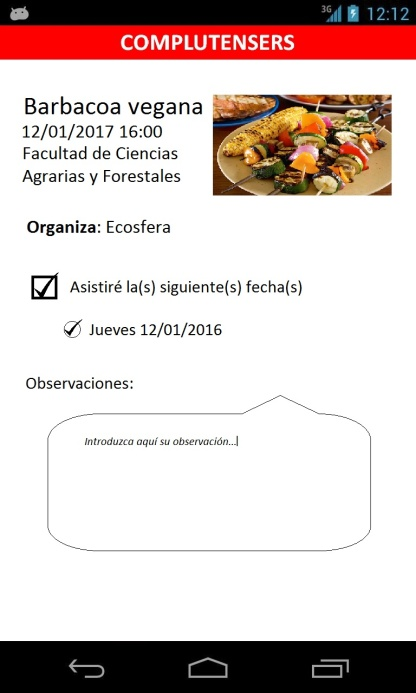 3G 12:12
COMPLUTENSERS
Barbacoa vegana
12/01/2017 16:00
Facultad de Ciencias
Agrarias y Forestales
Organiza: Ecosfera
Asistiré la(s) siguiente(s) fecha(s)
Jueves 12/01/2016
Observaciones:
Introduzca aquí su observación...